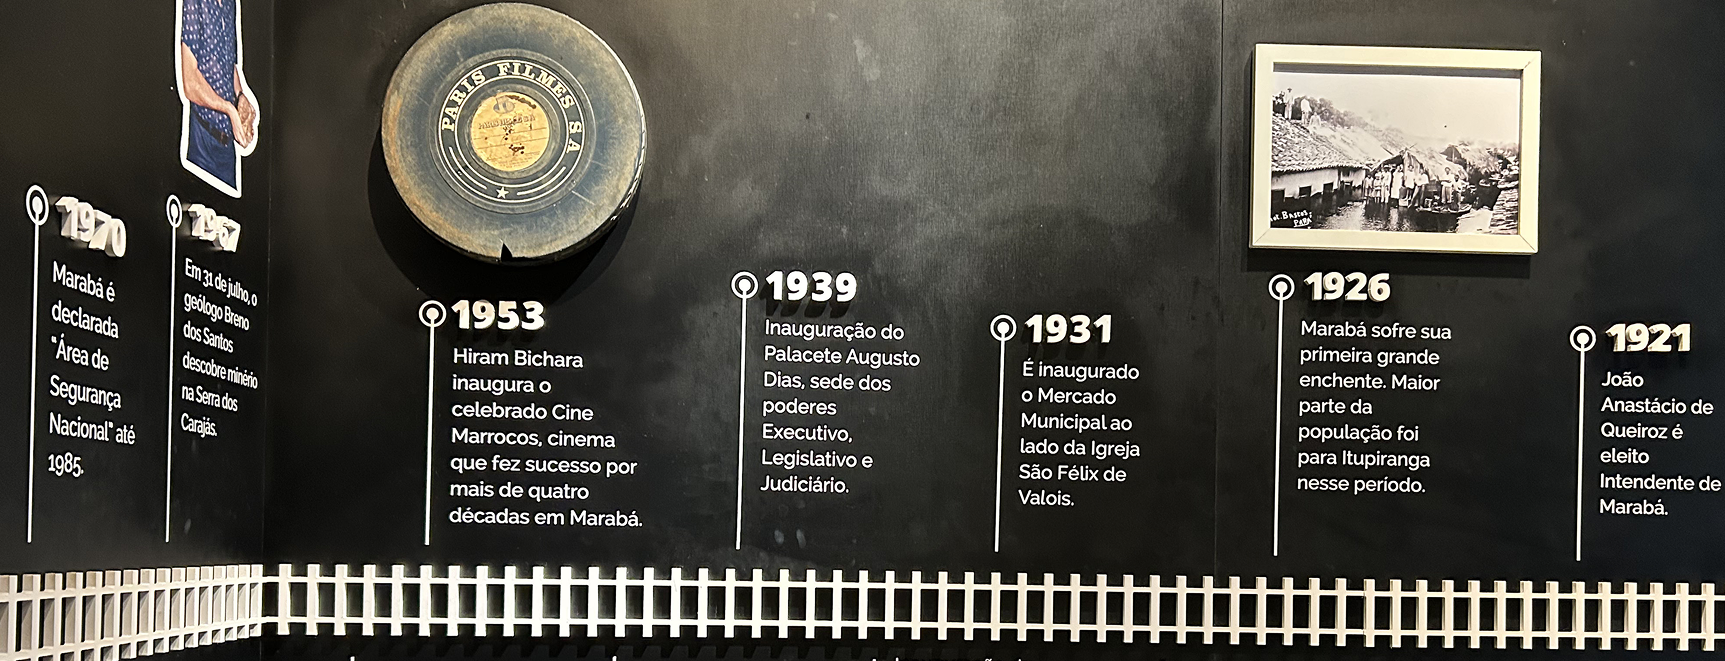 PARIS FILMES SA
ot. Bastos.
PARÁ
1970
Marabá é
declarada
"Área de
Segurança
Nacional" até
1985.
1967
Em 31 de julho, o
geólogo Breno
dos Santos
descobre minério
na Serra dos
Carajás.
1953
Hiram Bichara
inaugura o
celebrado Cine
Marrocos, cinema
que fez sucesso por
mais de quatro
décadas em Marabá.
1939
Inauguração do
Palacete Augusto
Dias, sede dos
poderes
Executivo,
Legislativo e
Judiciário.
1931
É inaugurado
o Mercado
Municipal ao
lado da Igreja
São Félix de
Valois.
1926
Marabá sofre sua
primeira grande
enchente. Maior
parte da
população foi
para Itupiranga
nesse período.
1921
João
Anastácio de
Queiroz é
eleito
Intendente de
Marabá.